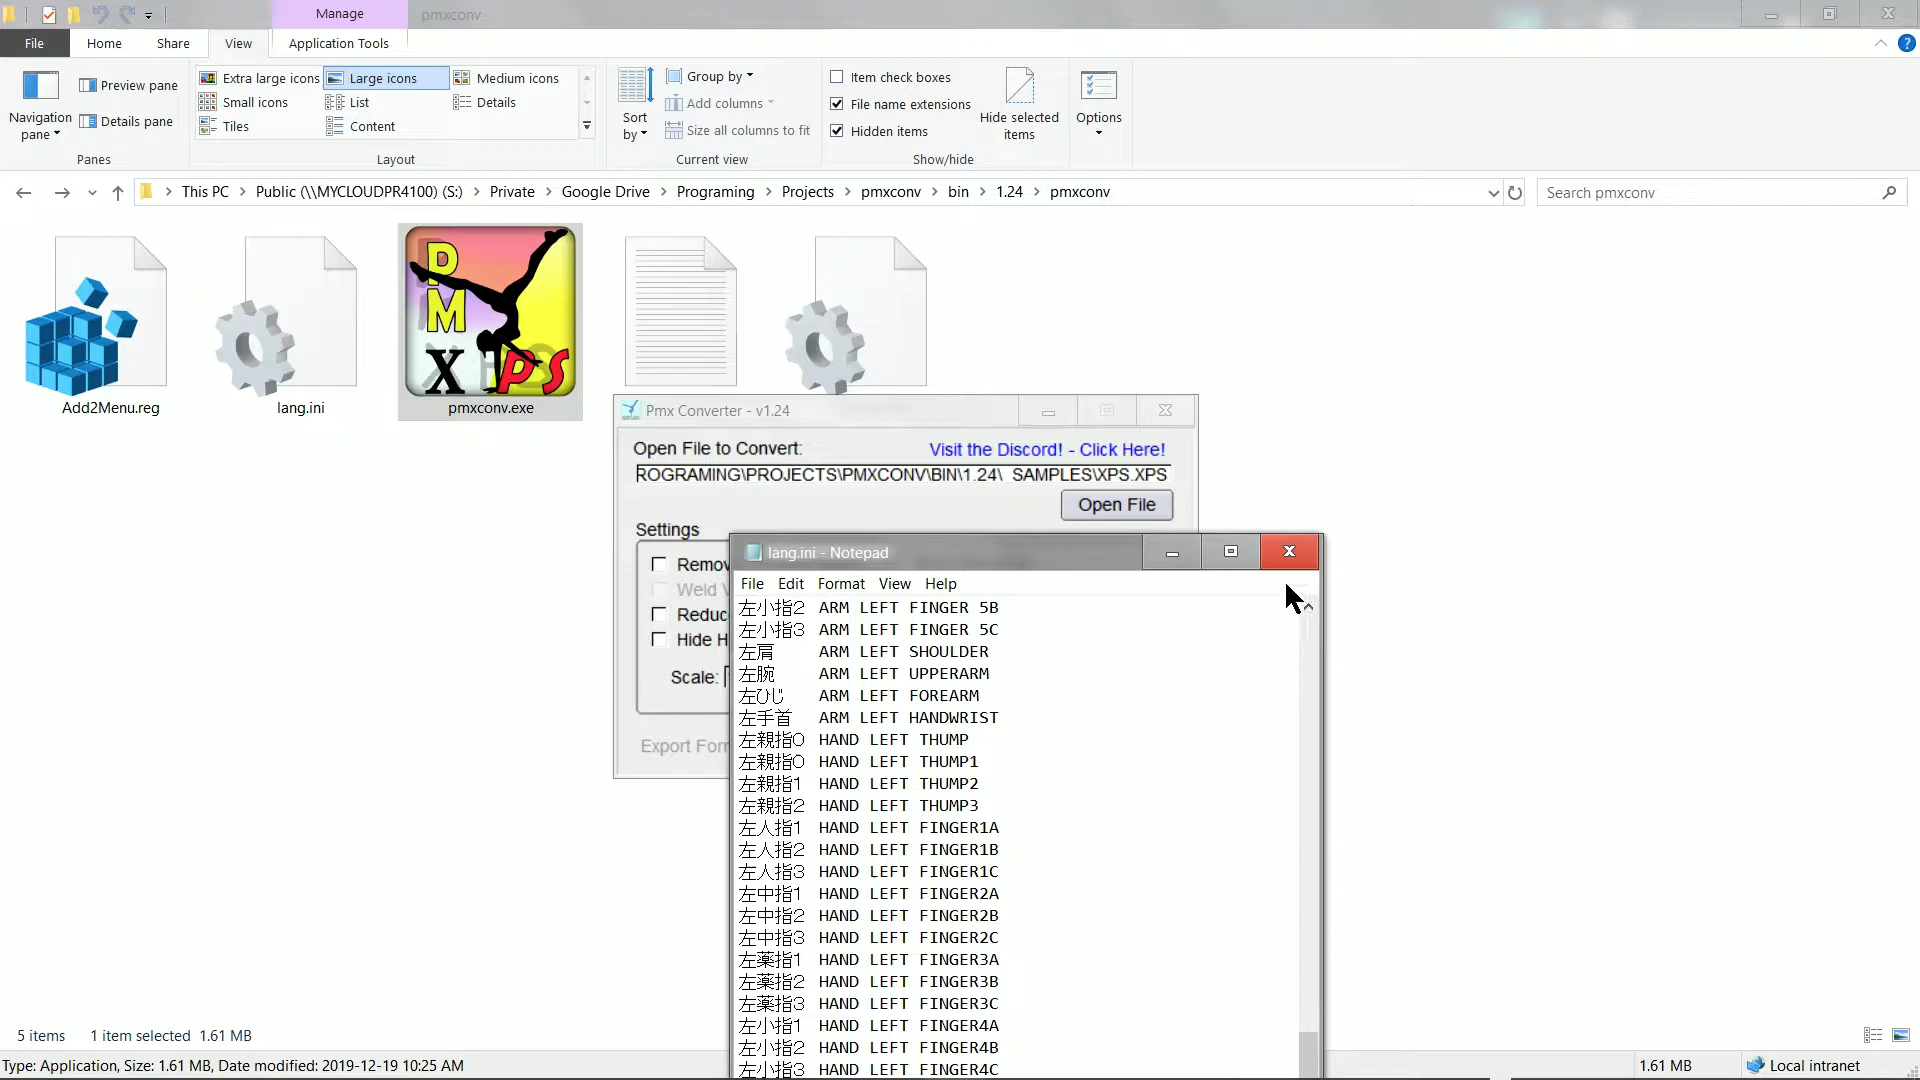 Manage
pmxconv
File
Home
Share
View
Application Tools
Navigation pane
Preview pane
Details pane
Panes
Extra large icons
Large icons
Medium icons
Small icons
List
Details
Tiles
Content
Layout
Sort by
Group by
Add columns
Size all columns to fit
Current view
Item check boxes
File name extensions
Hidden items
Hide selected items
Show/hide
Options
This PC
Public (\\MYCLOUDPR4100) (S:)
Private
Google Drive
Programing
Projects
pmxconv
bin
1.24
pmxconv
Search pmxconv
P
M
X PS
Add2Menu.reg
lang.ini
pmxconv.exe
Pmx Converter - v1.24
Open File to Convert:
Visit the Discord! - Click Here!
ROGRAMING\PROJECTS\PMXCONV\BIN\1.24\_SAMPLES\XPS.XPS
Open File
Settings
Weld
Hide
Scale:
Export
lang.ini - Notepad
File Edit Format View Help
左小指2 ARM LEFT FINGER 5B
左小指3 ARM LEFT FINGER 5C
左肩 ARM LEFT SHOULDER
左腕 ARM LEFT UPPERARM
左ひじ ARM LEFT FOREARM
左手首 ARM LEFT HANDWRIST
左親指0 HAND LEFT THUMP
左親指0 HAND LEFT THUMP1
左親指1 HAND LEFT THUMP2
左親指2 HAND LEFT THUMP3
左人指1 HAND LEFT FINGER1A
左人指2 HAND LEFT FINGER1B
左人指3 HAND LEFT FINGER1C
左中指1 HAND LEFT FINGER2A
左中指2 HAND LEFT FINGER2B
左中指3 HAND LEFT FINGER2C
左薬指1 HAND LEFT FINGER3A
左薬指2 HAND LEFT FINGER3B
左薬指3 HAND LEFT FINGER3C
左小指1 HAND LEFT FINGER4A
左小指2 HAND LEFT FINGER4B
左小指3 HAND LEFT FINGER4C
5 items
1 item selected 1.61 MB
Type: Application, Size: 1.61 MB, Date modified: 2019-12-19 10:25 AM
1.61 MB
Local intranet